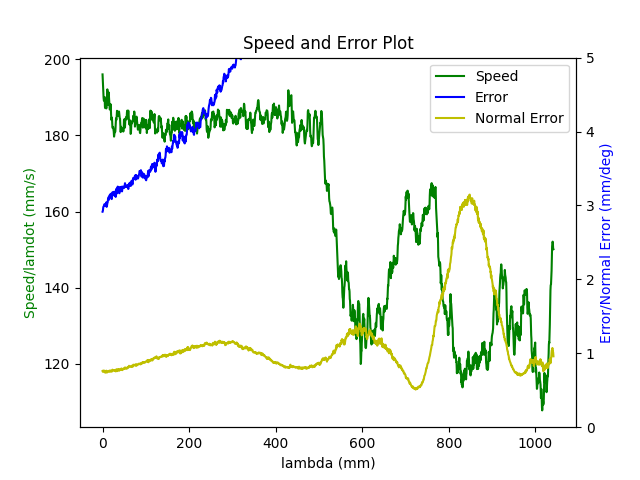 Speed and Error Plot
Speed
Error
Normal Error
Speed/lamdot (mm/s)
200
180
160
140
120
5
4
3
2
1
0
Error/Normal Error (mm/deg)
0 200 400 600 800 1000
lambda (mm)